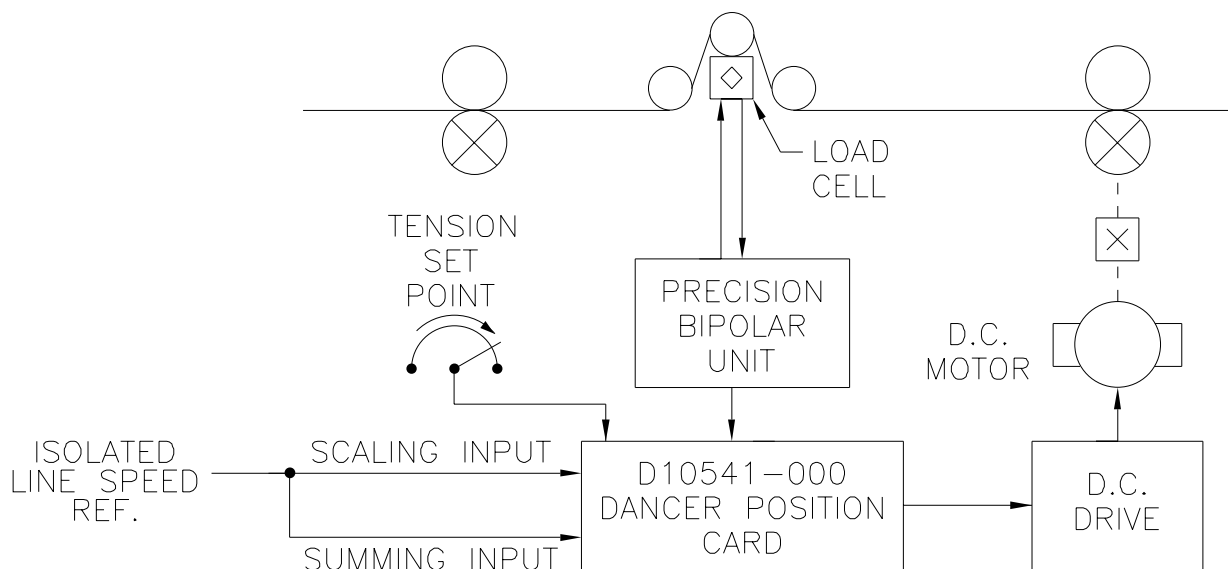 LOAD
CELL
TENSION
SET
POINT
PRECISION
BIPOLAR
UNIT
D.C.
MOTOR
ISOLATED
LINE SPEED
REF.
SCALING INPUT
SUMMING INPUT
D10541-000
DANCER POSITION
CARD
D.C.
DRIVE